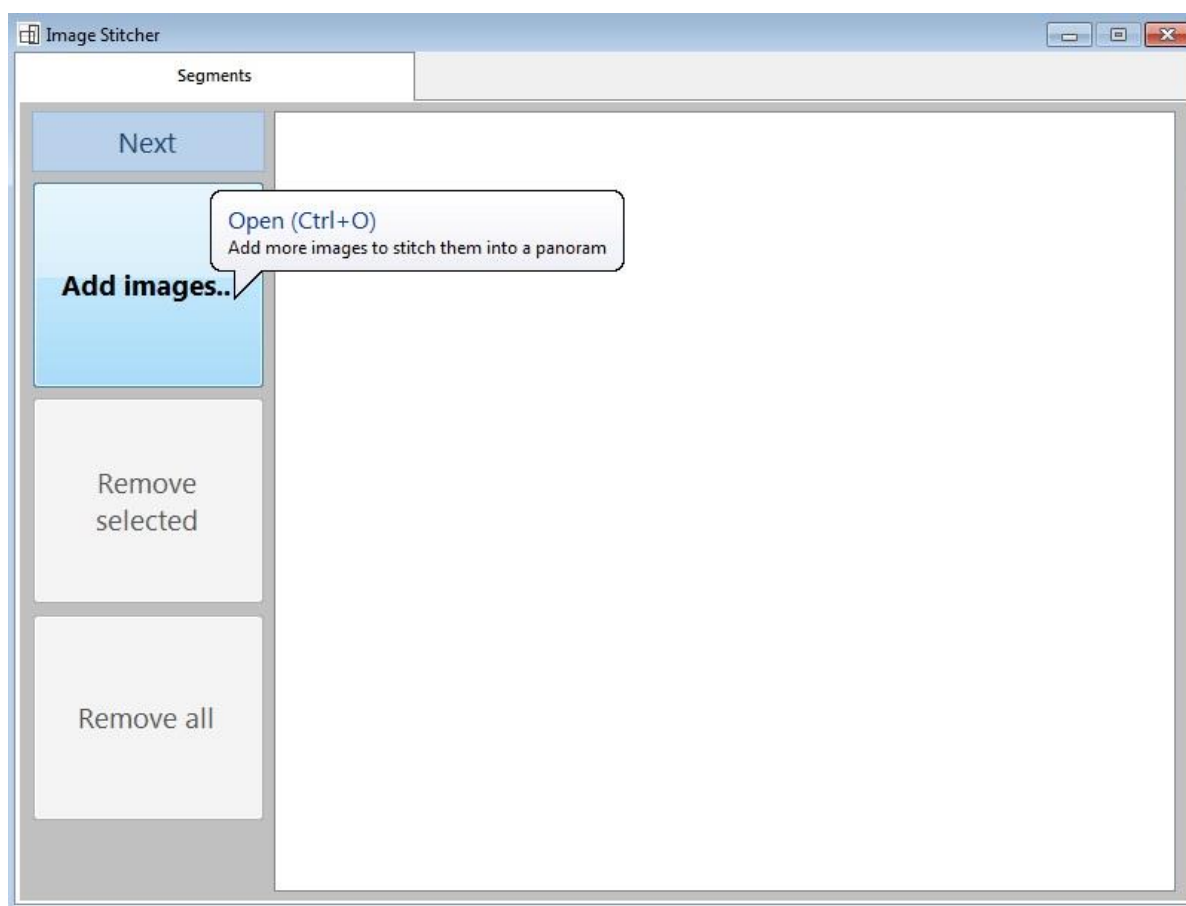 Image Stitcher
Segments
Next
Open (Ctrl+O)
Add more images to stitch them into a panoram
Add images..
Remove
selected
Remove all